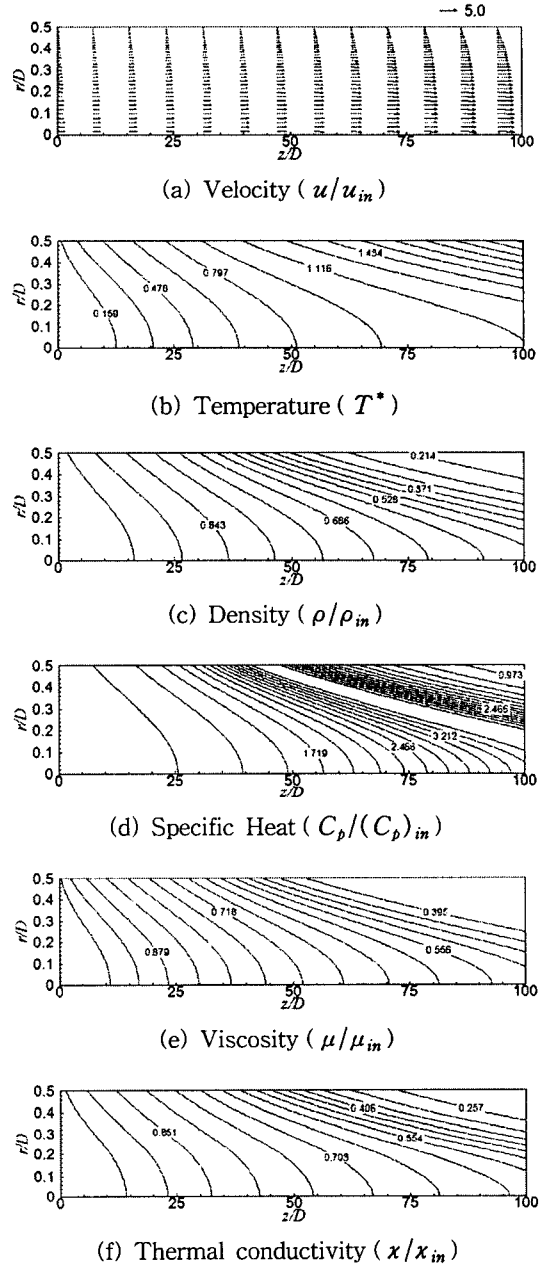 → 5.0
0.5
0.4
0.3
0.2
0.1
0
r/D
0 25 50 75 100
z/D
(a) Velocity ( u/u_in )
0.5
0.4
0.3
0.2
0.1
0
r/D
0.159 0.478 0.797 1.116 1.434
0 25 50 75 100
z/D
(b) Temperature ( T* )
0.5
0.4
0.3
0.2
0.1
0
r/D
0.843 0.686 0.528 0.371 0.214
0 25 50 75 100
z/D
(c) Density ( ρ/ρ_in )
0.5
0.4
0.3
0.2
0.1
0
r/D
1.719 2.466 3.212 2.466 0.973
0 25 50 75 100
z/D
(d) Specific Heat ( C_p/(C_p)_in )
0.5
0.4
0.3
0.2
0.1
0
r/D
0.879 0.718 0.556 0.395
0 25 50 75 100
z/D
(e) Viscosity ( μ/μ_in )
0.5
0.4
0.3
0.2
0.1
0
r/D
0.851 0.703 0.554 0.406 0.257
0 25 50 75 100
z/D
(f) Thermal conductivity ( x/x_in )